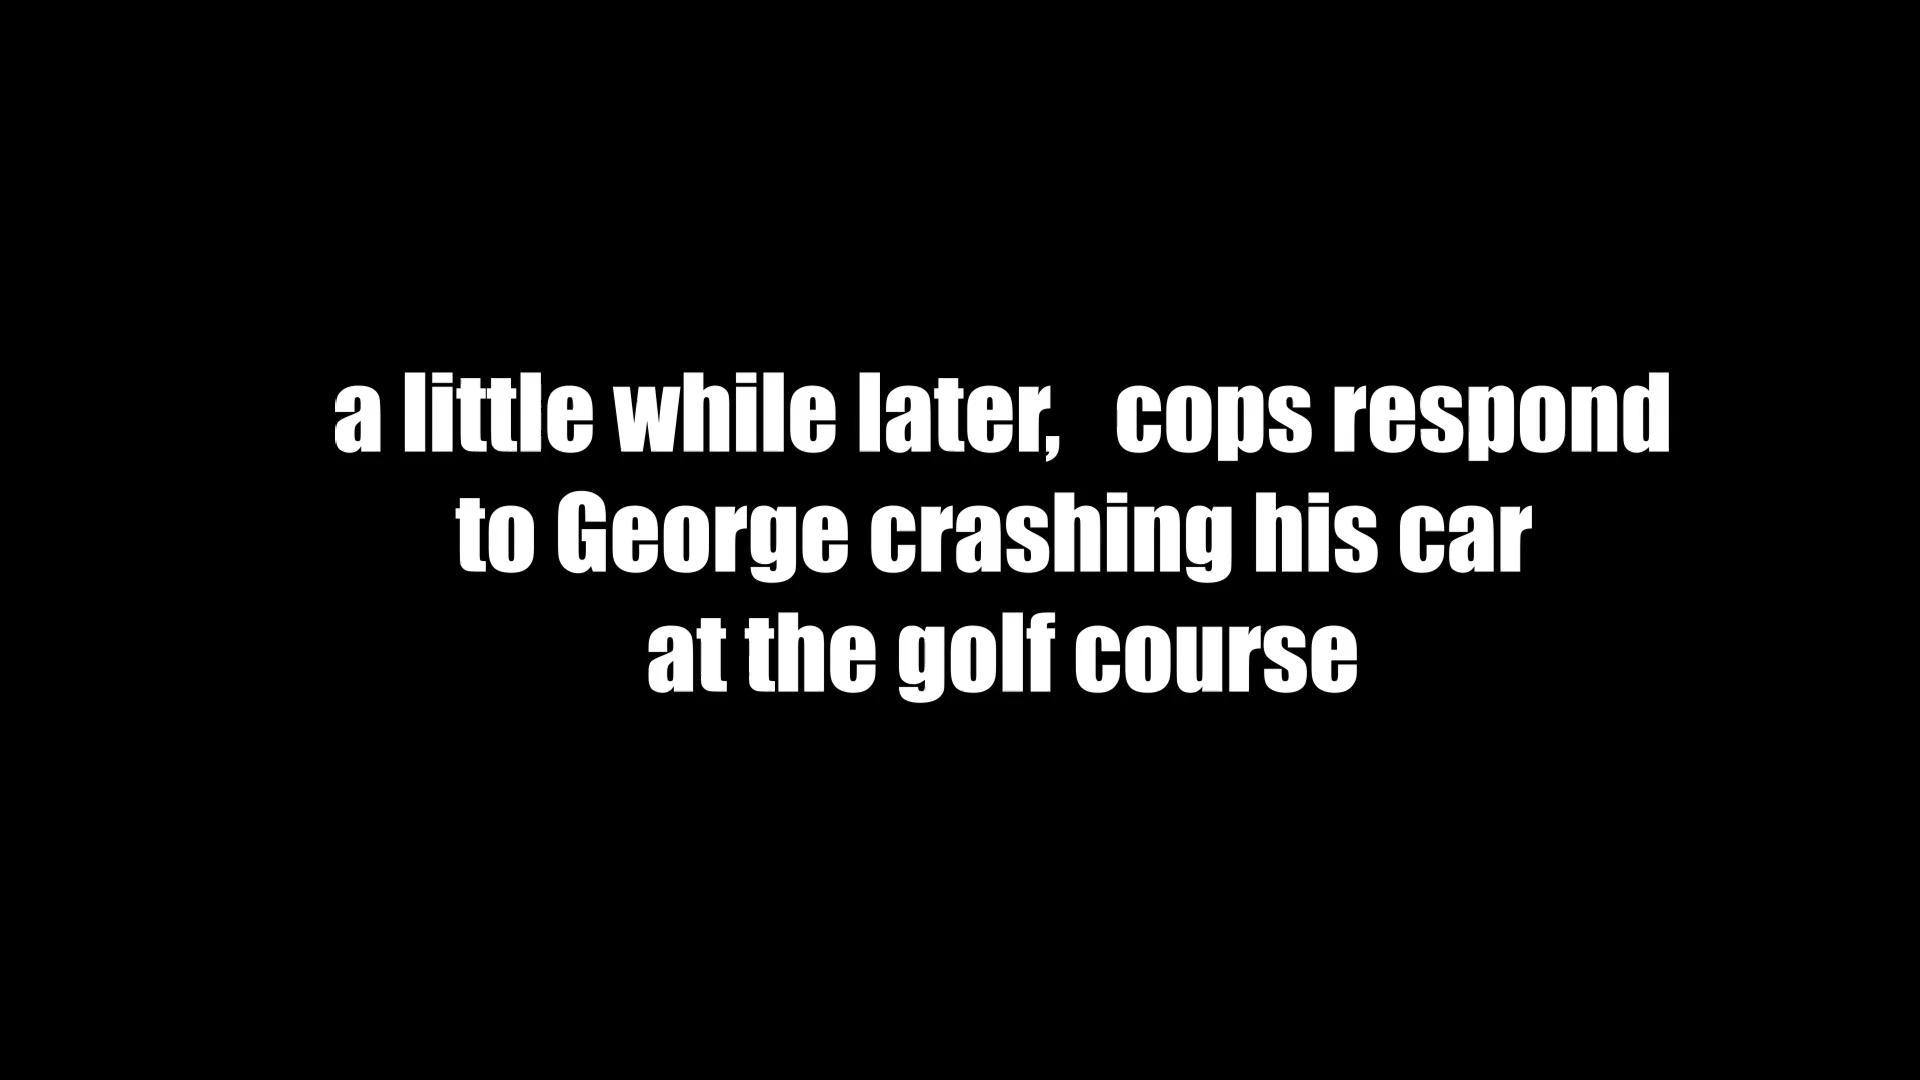 a little while later,   cops respond
to George crashing his car
at the golf course